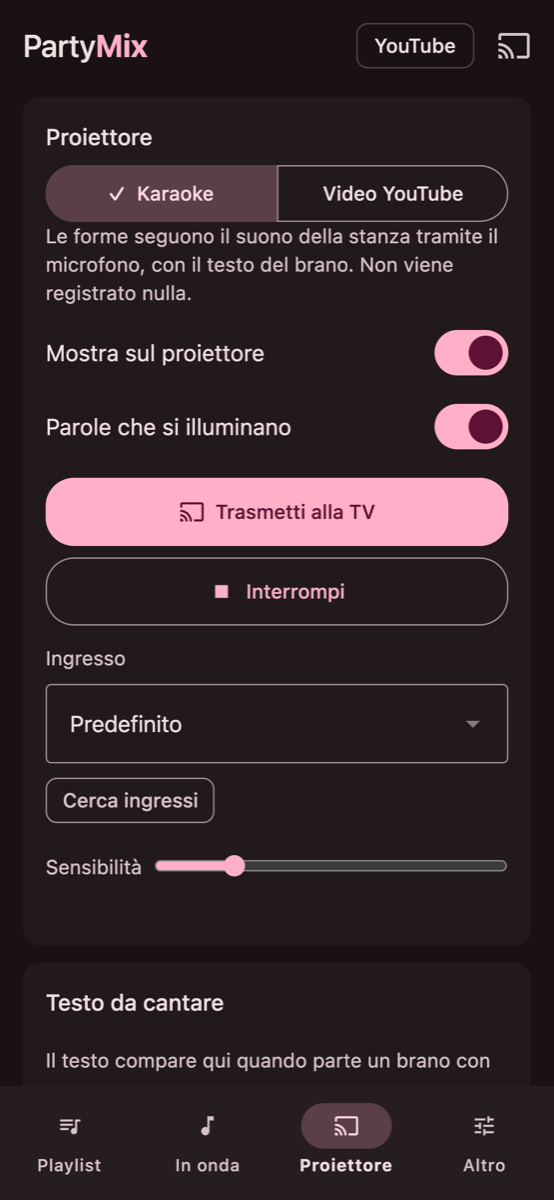 PartyMix
YouTube
Proiettore
Karaoke
Video YouTube
Le forme seguono il suono della stanza tramite il
microfono, con il testo del brano. Non viene
registrato nulla.
Mostra sul proiettore
Parole che si illuminano
Trasmetti alla TV
Interrompi
Ingresso
Predefinito
Cerca ingressi
Sensibilità
Testo da cantare
Il testo compare qui quando parte un brano con
Playlist
In onda
Proiettore
Altro